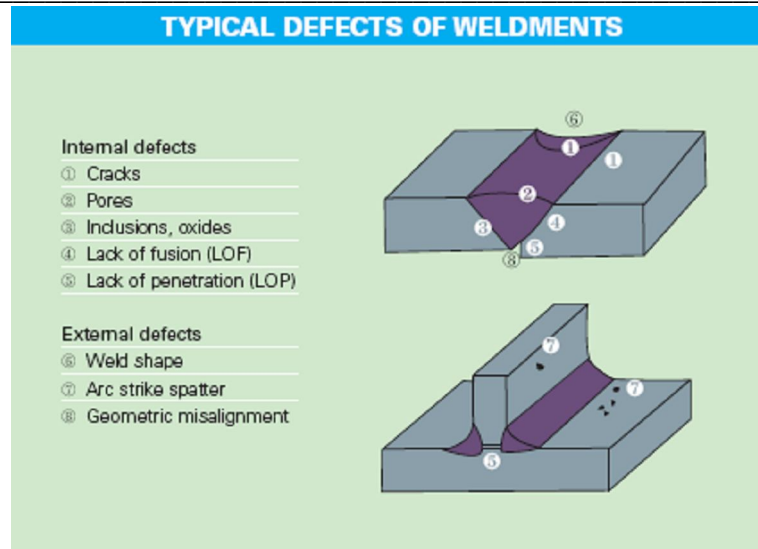 TYPICAL DEFECTS OF WELDMENTS
Internal defects
① Cracks
② Pores
③ Inclusions, oxides
④ Lack of fusion (LOF)
⑤ Lack of penetration (LOP)
External defects
⑥ Weld shape
⑦ Arc strike spatter
⑧ Geometric misalignment
⑥
① ①
②
③ ④
⑤
⑧
⑦
⑦
⑤